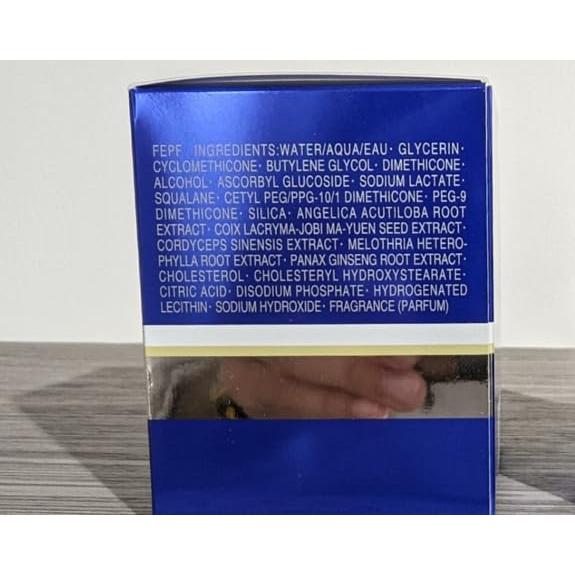 FEPF INGREDIENTS:WATER/AQUA/EAU· GLYCERIN·
CYCLOMETHICONE· BUTYLENE GLYCOL· DIMETHICONE·
ALCOHOL· ASCORBYL GLUCOSIDE· SODIUM LACTATE·
SQUALANE· CETYL PEG/PPG-10/1 DIMETHICONE· PEG-9
DIMETHICONE· SILICA· ANGELICA ACUTILOBA ROOT
EXTRACT· COIX LACRYMA-JOBI MA-YUEN SEED EXTRACT·
CORDYCEPS SINENSIS EXTRACT· MELOTHRIA HETERO-
PHYLLA ROOT EXTRACT· PANAX GINSENG ROOT EXTRACT·
CHOLESTEROL· CHOLESTERYL HYDROXYSTEARATE·
CITRIC ACID· DISODIUM PHOSPHATE· HYDROGENATED
LECITHIN· SODIUM HYDROXIDE· FRAGRANCE (PARFUM)